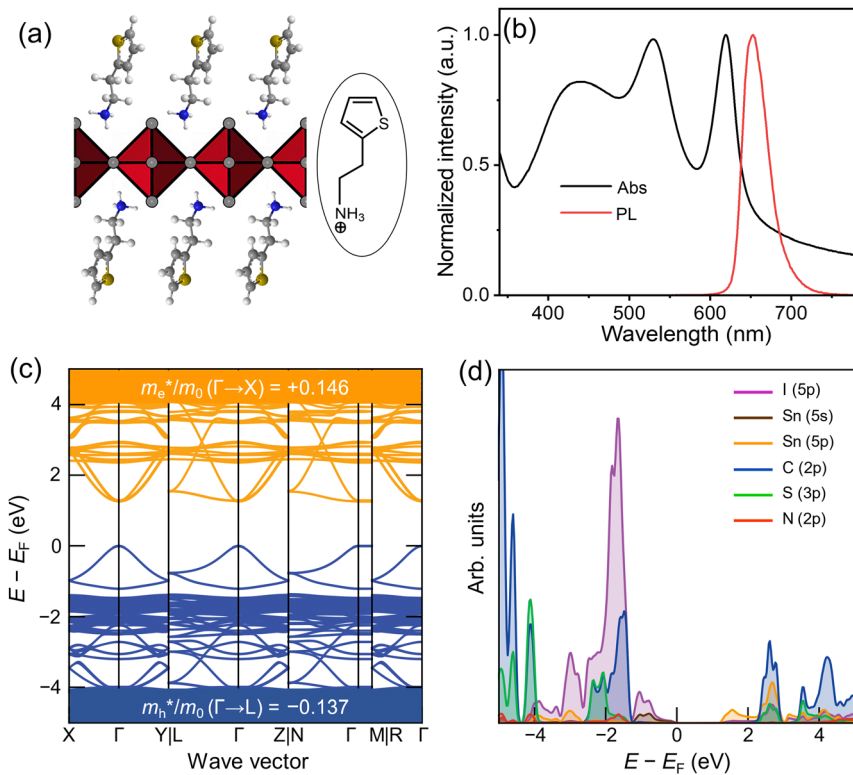 (a)
S
NH3
⊕
(b)
Normalized intensity (a.u.)
1.0
0.5
0.0
Abs
PL
400 500 600 700
Wavelength (nm)
(c)
me*/m0 (Γ→X) = +0.146
E − EF (eV)
4
2
0
−2
−4
mh*/m0 (Γ→L) = −0.137
X Γ Y|L Γ Z|N Γ M|R Γ
Wave vector
(d)
Arb. units
I (5p)
Sn (5s)
Sn (5p)
C (2p)
S (3p)
N (2p)
−4 −2 0 2 4
E − EF (eV)